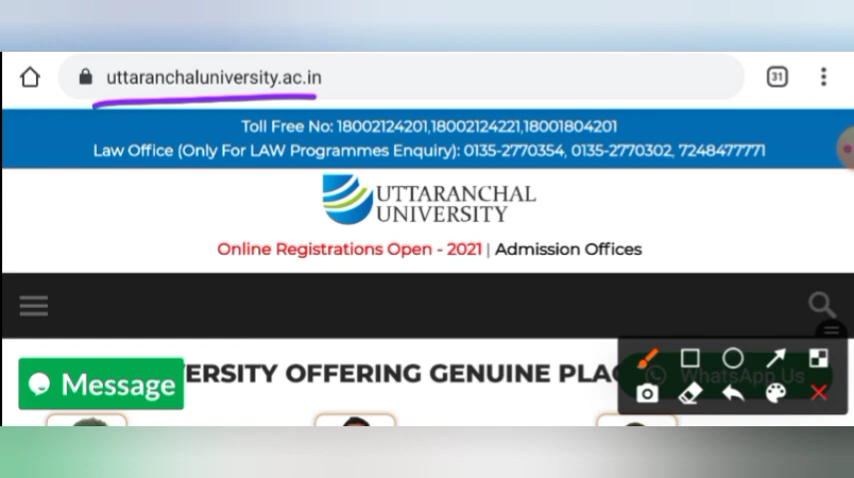 uttaranchaluniversity.ac.in
31
Toll Free No: 18002124201,18002124221,18001804201
Law Office (Only For LAW Programmes Enquiry): 0135-2770354, 0135-2770302, 7248477771
UTTARANCHAL
UNIVERSITY
Online Registrations Open - 2021 | Admission Offices
ERSITY OFFERING GENUINE PLA
Message
WhatsApp Us